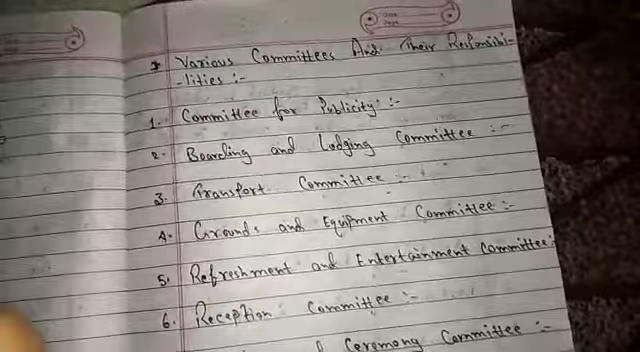 * Various Committees And Their Responsibi-
-lities :-
1. Committee for Publicity :-
2. Boarding and Lodging Committee :-
3. Transport Committee :-
4. Grounds and Equipment Committee :-
5. Refreshment and Entertainment Committee :
6. Reception Committee :-
Ceremony Committee :-